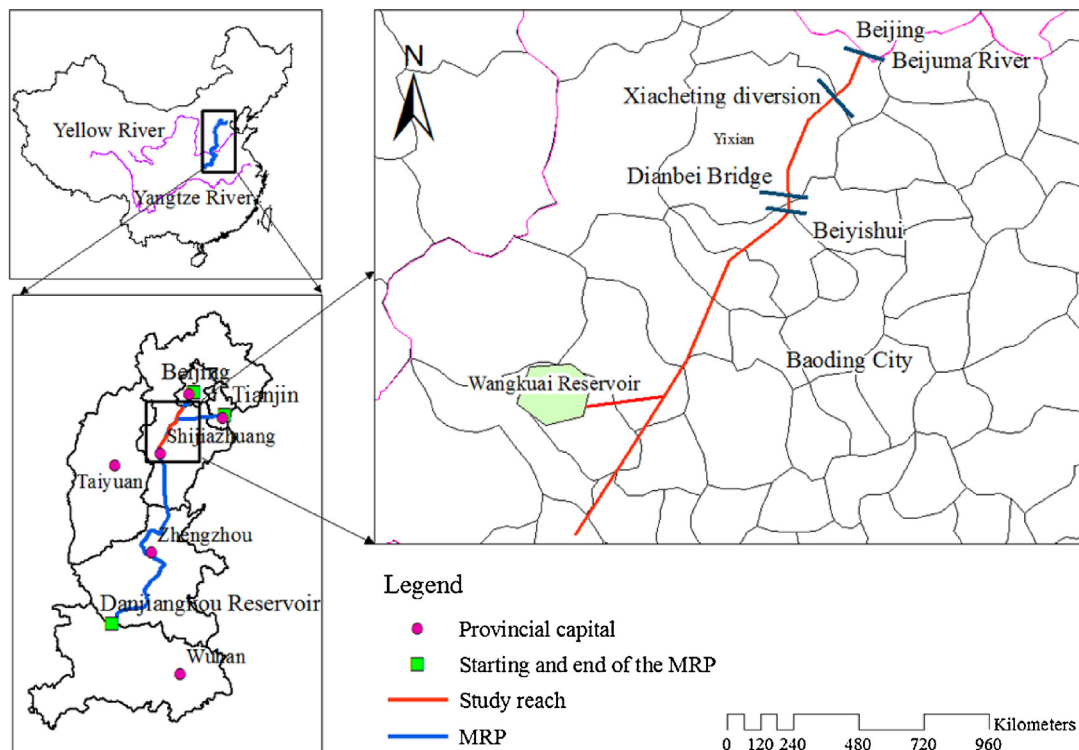 Yellow River
Yangtze River
Beijing
Tianjin
Shijiazhuang
Taiyuan
Zhengzhou
Danjiangkou Reservoir
Wuhan
N
Beijing
Beijuma River
Xiacheting diversion
Yixian
Dianbei Bridge
Beiyishui
Baoding City
Wangkuai Reservoir
Legend
Provincial capital
Starting and end of the MRP
Study reach
MRP
Kilometers
0 120 240 480 720 960